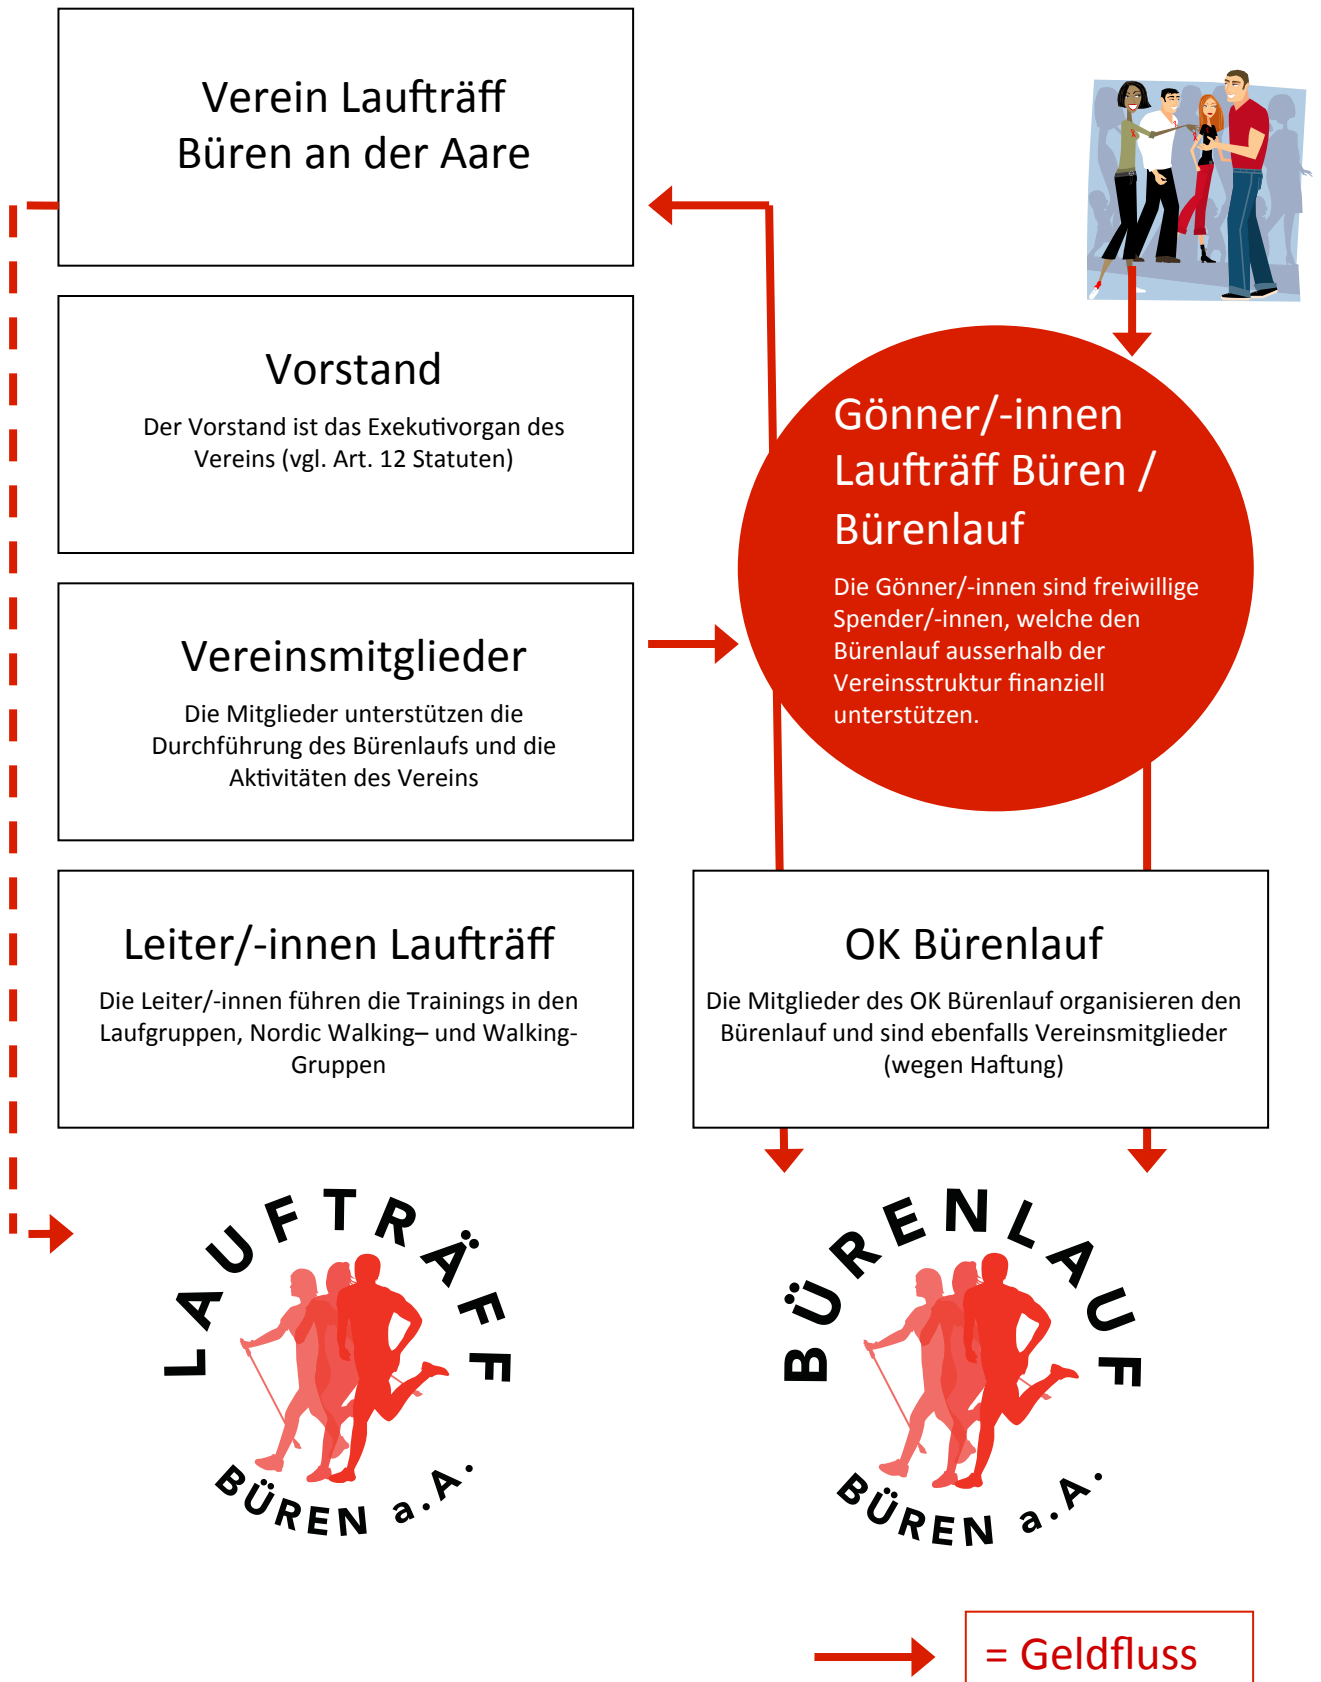 Verein Laufträff
Büren an der Aare
Vorstand
Der Vorstand ist das Exekutivorgan des
Vereins (vgl. Art. 12 Statuten)
Vereinsmitglieder
Die Mitglieder unterstützen die
Durchführung des Bürenlaufs und die
Aktivitäten des Vereins
Leiter/-innen Laufträff
Die Leiter/-innen führen die Trainings in den
Laufgruppen, Nordic Walking– und Walking-
Gruppen
Gönner/-innen
Laufträff Büren /
Bürenlauf
Die Gönner/-innen sind freiwillige
Spender/-innen, welche den
Bürenlauf ausserhalb der
Vereinsstruktur finanziell
unterstützen.
OK Bürenlauf
Die Mitglieder des OK Bürenlauf organisieren den
Bürenlauf und sind ebenfalls Vereinsmitglieder
(wegen Haftung)
LAUFTRÄFF
BÜREN a.A.
BÜRENLAUF
BÜREN a.A.
= Geldfluss